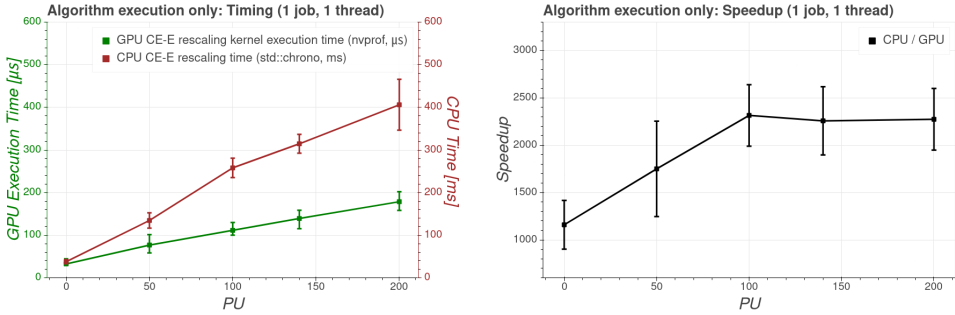 Algorithm execution only: Timing (1 job, 1 thread)
600
500
400
300
200
100
0
GPU Execution Time [μs]
GPU CE-E rescaling kernel execution time (nvprof, μs)
CPU CE-E rescaling time (std::chrono, ms)
600
500
400
300
200
100
0
CPU Time [ms]
0 50 100 150 200
PU
Algorithm execution only: Speedup (1 job, 1 thread)
3000
2500
2000
1500
1000
Speedup
CPU / GPU
0 50 100 150 200
PU